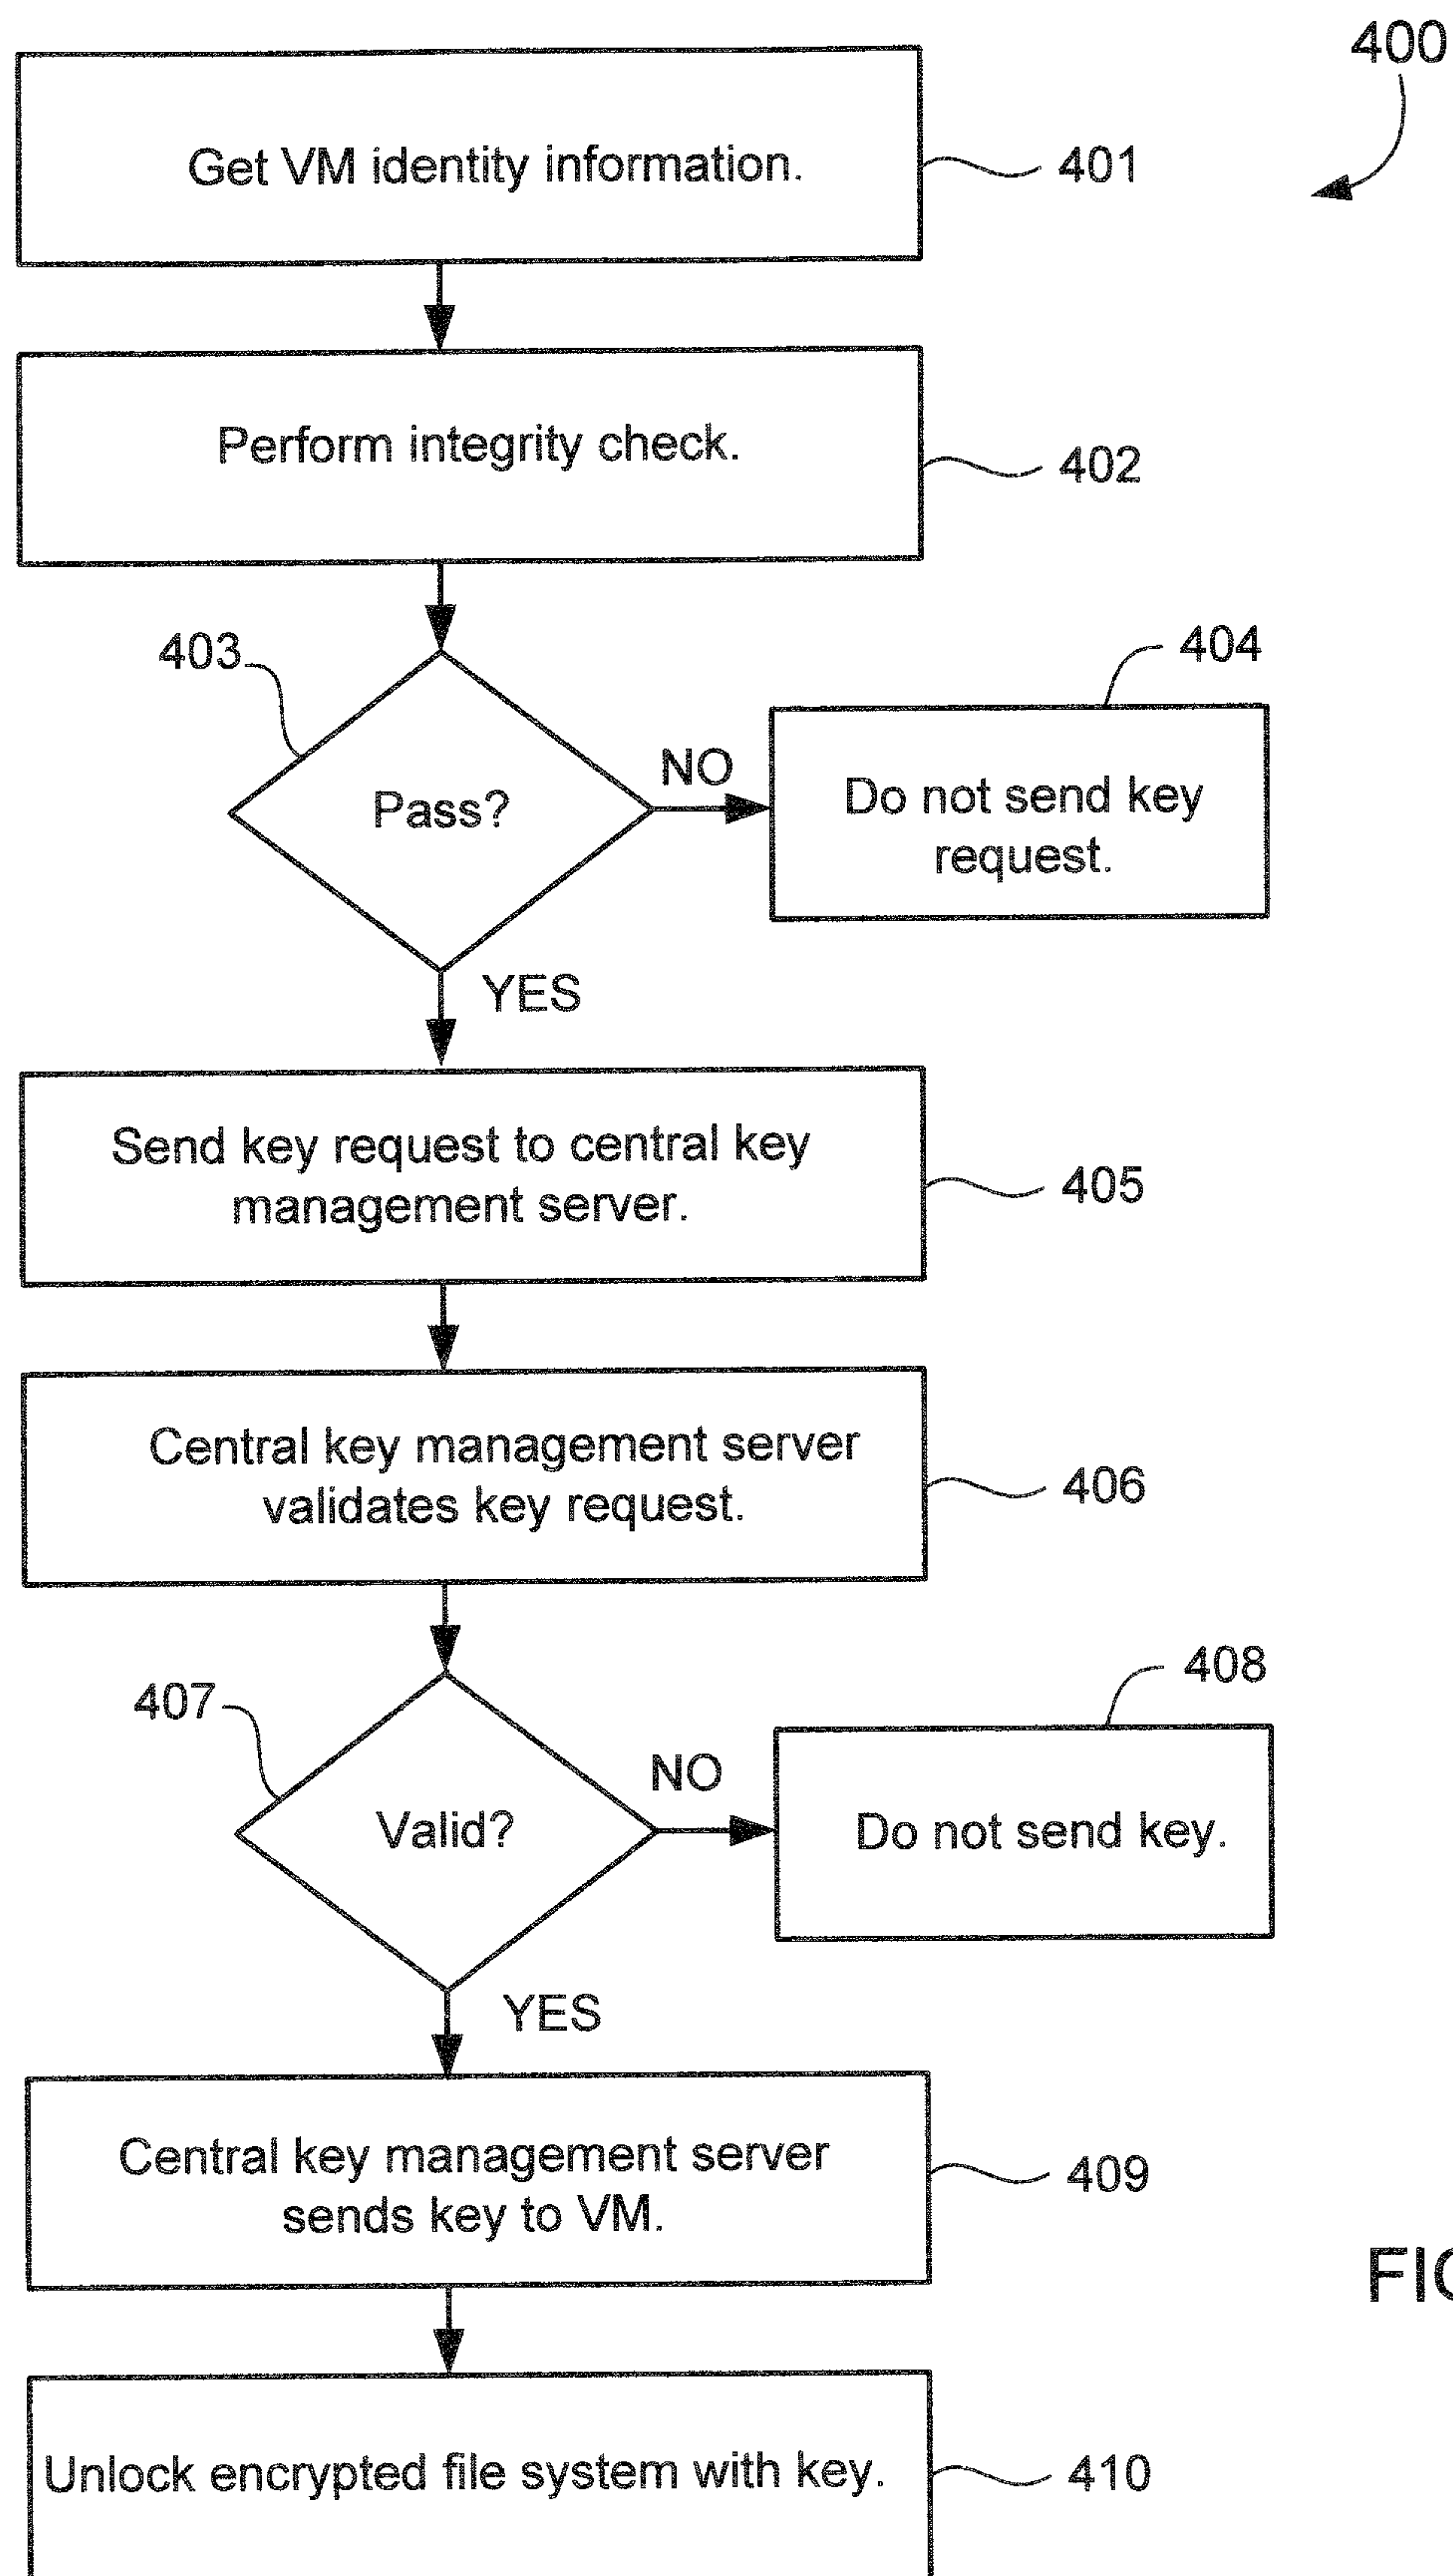 400
Get VM identity information.
401
Perform integrity check.
402
403
404
Pass?
NO
Do not send key
request.
YES
Send key request to central key
management server.
405
Central key management server
validates key request.
406
407
408
Valid?
NO
Do not send key.
YES
Central key management server
sends key to VM.
409
Unlock encrypted file system with key.
410